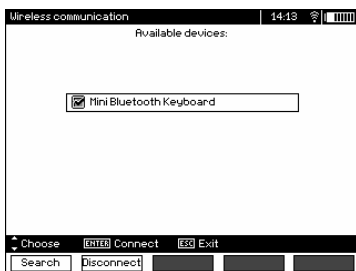 Wireless communication 14:13
Available devices:
Mini Bluetooth Keyboard
Choose ENTER Connect ESC Exit
Search Disconnect